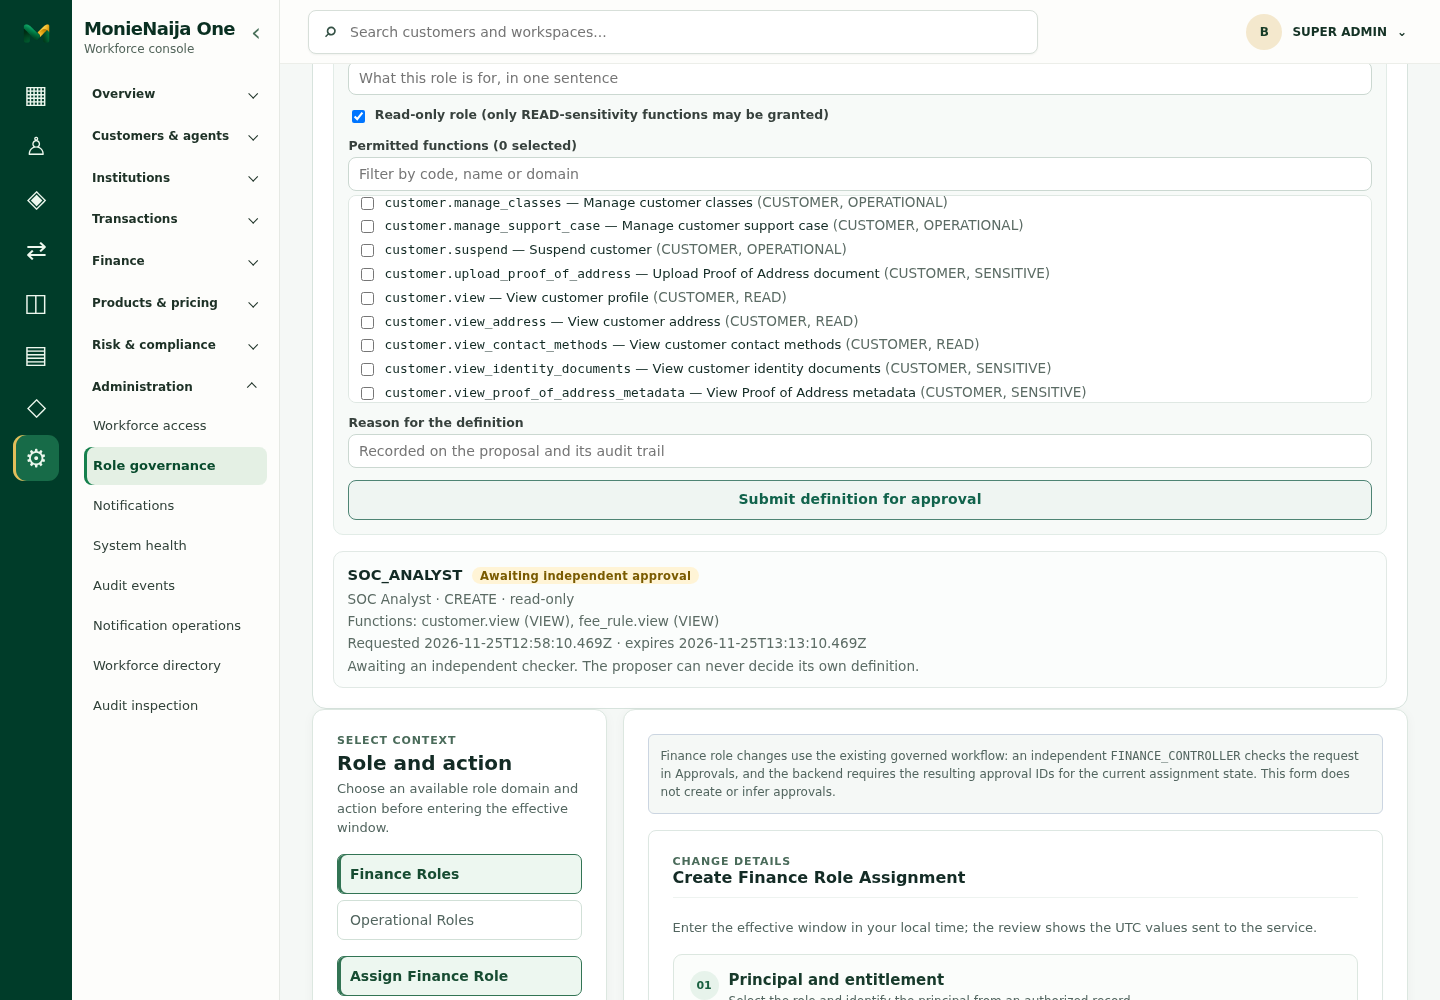 MonieNaija One
Workforce console
Search customers and workspaces...
B
SUPER ADMIN
Overview
Customers & agents
Institutions
Transactions
Finance
Products & pricing
Risk & compliance
Administration
Workforce access
Role governance
Notifications
System health
Audit events
Notification operations
Workforce directory
Audit inspection
What this role is for, in one sentence
Read-only role (only READ-sensitivity functions may be granted)
Permitted functions (0 selected)
Filter by code, name or domain
customer.manage_classes — Manage customer classes (CUSTOMER, OPERATIONAL)
customer.manage_support_case — Manage customer support case (CUSTOMER, OPERATIONAL)
customer.suspend — Suspend customer (CUSTOMER, OPERATIONAL)
customer.upload_proof_of_address — Upload Proof of Address document (CUSTOMER, SENSITIVE)
customer.view — View customer profile (CUSTOMER, READ)
customer.view_address — View customer address (CUSTOMER, READ)
customer.view_contact_methods — View customer contact methods (CUSTOMER, READ)
customer.view_identity_documents — View customer identity documents (CUSTOMER, SENSITIVE)
customer.view_proof_of_address_metadata — View Proof of Address metadata (CUSTOMER, SENSITIVE)
Reason for the definition
Recorded on the proposal and its audit trail
Submit definition for approval
SOC_ANALYST Awaiting independent approval
SOC Analyst · CREATE · read-only
Functions: customer.view (VIEW), fee_rule.view (VIEW)
Requested 2026-11-25T12:58:10.469Z · expires 2026-11-25T13:13:10.469Z
Awaiting an independent checker. The proposer can never decide its own definition.
SELECT CONTEXT
Role and action
Choose an available role domain and
action before entering the effective
window.
Finance Roles
Operational Roles
Assign Finance Role
Finance role changes use the existing governed workflow: an independent FINANCE_CONTROLLER checks the request
in Approvals, and the backend requires the resulting approval IDs for the current assignment state. This form does
not create or infer approvals.
CHANGE DETAILS
Create Finance Role Assignment
Enter the effective window in your local time; the review shows the UTC values sent to the service.
01
Principal and entitlement
Select the role and identify the principal from an authorized record.